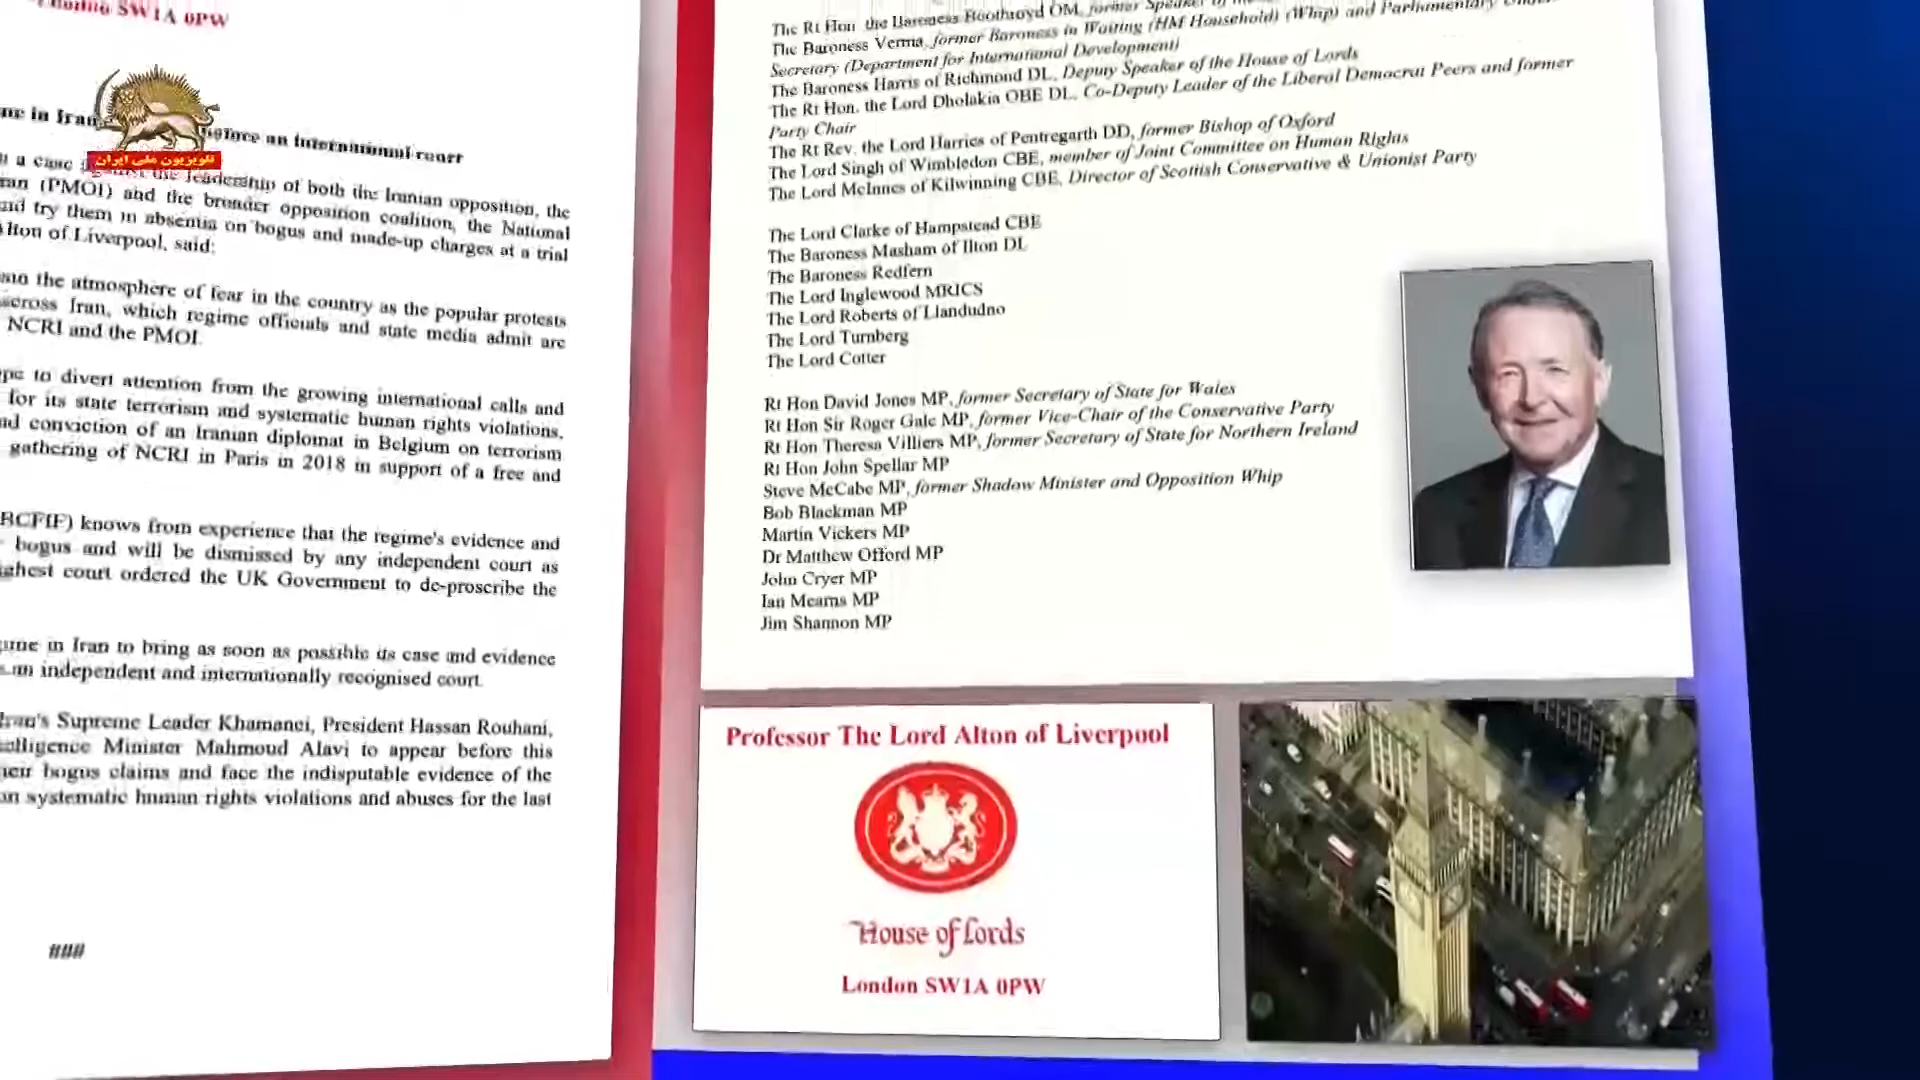 London SW1A 0PW
تلویزیون ملی ایران
me in Iran before an international court
a case against the leadership of both the Iranian opposition, the
ran (PMOI) and the broader opposition coalition, the National
and try them in absentia on bogus and made-up charges at a trial
lton of Liverpool, said:
the atmosphere of fear in the country as the popular protests
across Iran, which regime officials and state media admit are
NCRI and the PMOI.
pe to divert attention from the growing international calls and
for its state terrorism and systematic human rights violations,
nd conviction of an Iranian diplomat in Belgium on terrorism
gathering of NCRI in Paris in 2018 in support of a free and
BCFIF) knows from experience that the regime's evidence and
bogus and will be dismissed by any independent court as
ghest court ordered the UK Government to de-proscribe the
ime in Iran to bring as soon as possible its case and evidence
an independent and internationally recognised court.
Iran's Supreme Leader Khamanei, President Hassan Rouhani,
elligence Minister Mahmoud Alavi to appear before this
heir bogus claims and face the indisputable evidence of the
on systematic human rights violations and abuses for the last
###
The Rt Hon the Baroness Boothroyd OM, former Speaker of the
The Baroness Verma, former Baroness in Waiting (HM Household) (Whip) and Parliamentary Under
Secretary (Department for International Development)
The Baroness Harris of Richmond DL, Deputy Speaker of the House of Lords
The Rt Hon. the Lord Dholakia OBE DL, Co-Deputy Leader of the Liberal Democrat Peers and former
Party Chair
The Rt Rev. the Lord Harries of Pentregarth DD, former Bishop of Oxford
The Lord Singh of Wimbledon CBE, member of Joint Committee on Human Rights
The Lord McInnes of Kilwinning CBE, Director of Scottish Conservative & Unionist Party
The Lord Clarke of Hampstead CBE
The Baroness Masham of Ilton DL
The Baroness Redfern
The Lord Inglewood MRICS
The Lord Roberts of Llandudno
The Lord Turnberg
The Lord Cotter
Rt Hon David Jones MP, former Secretary of State for Wales
Rt Hon Sir Roger Gale MP, former Vice-Chair of the Conservative Party
Rt Hon Theresa Villiers MP, former Secretary of State for Northern Ireland
Rt Hon John Spellar MP
Steve McCabe MP, former Shadow Minister and Opposition Whip
Bob Blackman MP
Martin Vickers MP
Dr Matthew Offord MP
John Cryer MP
Ian Mearns MP
Jim Shannon MP
Professor The Lord Alton of Liverpool
House of Lords
London SW1A 0PW